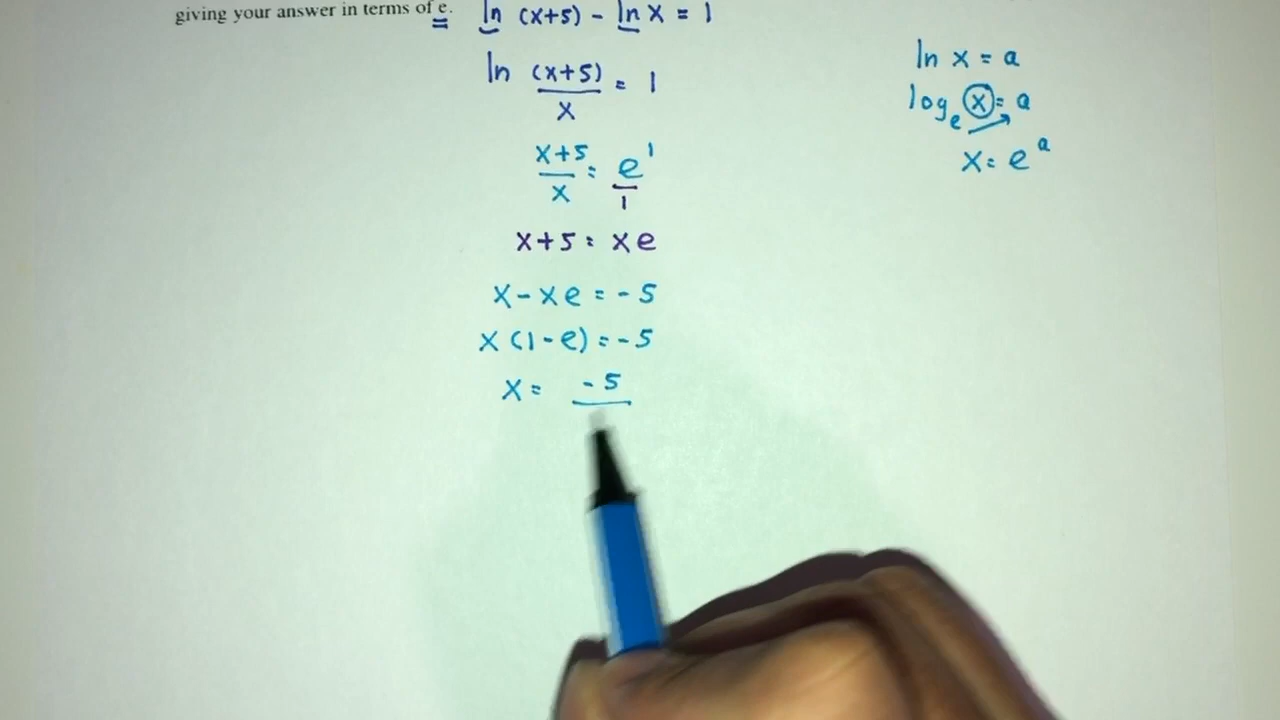 giving your answer in terms of e. ln (x+5) - ln x = 1
ln (x+5)/x = 1
x+5/x = e^1/1
x+5 = xe
x - xe = -5
x (1-e) = -5
x = -5
ln x = a
log_e x = a
x = e^a